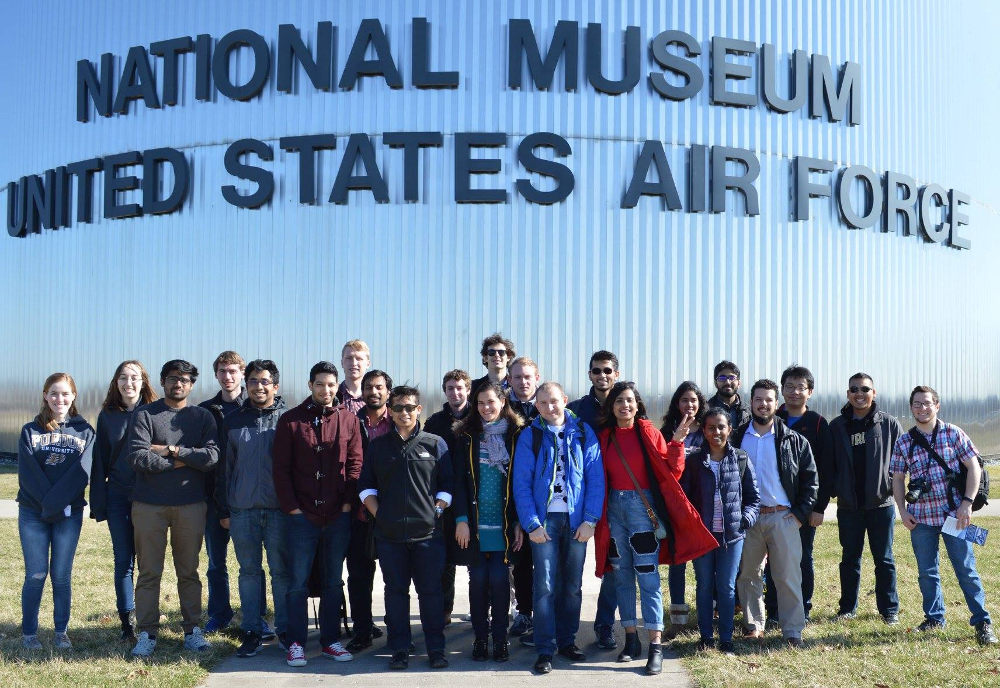 NATIONAL MUSEUM
UNITED STATES AIR FORCE
PURDUE
UNIVERSITY
P